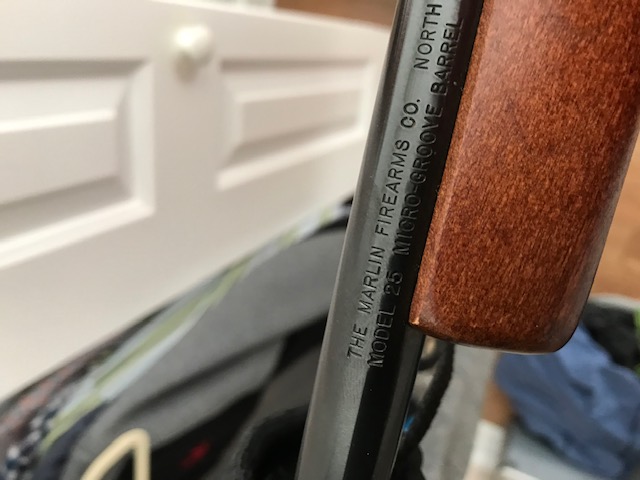 THE MARLIN FIREARMS CO. NORTH
MODEL 25 MICRO-GROOVE BARREL